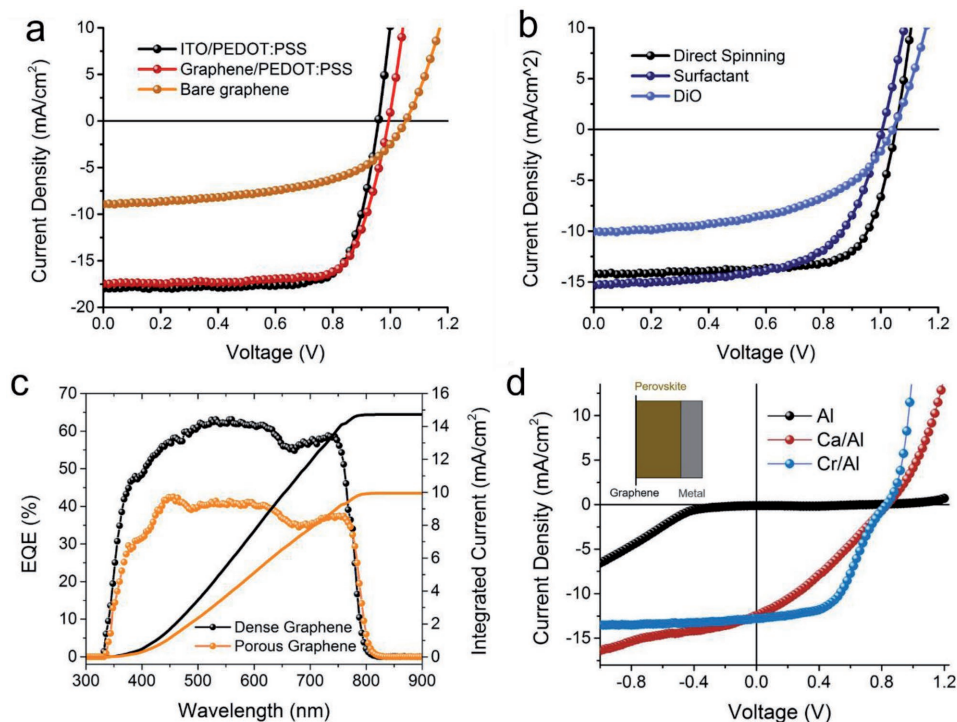 a
10
5
0
-5
-10
-15
-20
Current Density (mA/cm²)
ITO/PEDOT:PSS
Graphene/PEDOT:PSS
Bare graphene
0.0 0.2 0.4 0.6 0.8 1.0 1.2
Voltage (V)
b
10
5
0
-5
-10
-15
Current Density (mA/cm^2)
Direct Spinning
Surfactant
DiO
0.0 0.2 0.4 0.6 0.8 1.0 1.2
Voltage (V)
c
70
60
50
40
30
20
10
0
EQE (%)
16
14
12
10
8
6
4
2
0
Integrated Current (mA/cm²)
Dense Graphene
Porous Graphene
300 400 500 600 700 800 900
Wavelength (nm)
d
10
5
0
-5
-10
-15
Current Density (mA/cm²)
Perovskite
Graphene
Metal
Al
Ca/Al
Cr/Al
-0.8 -0.4 0.0 0.4 0.8 1.2
Voltage (V)